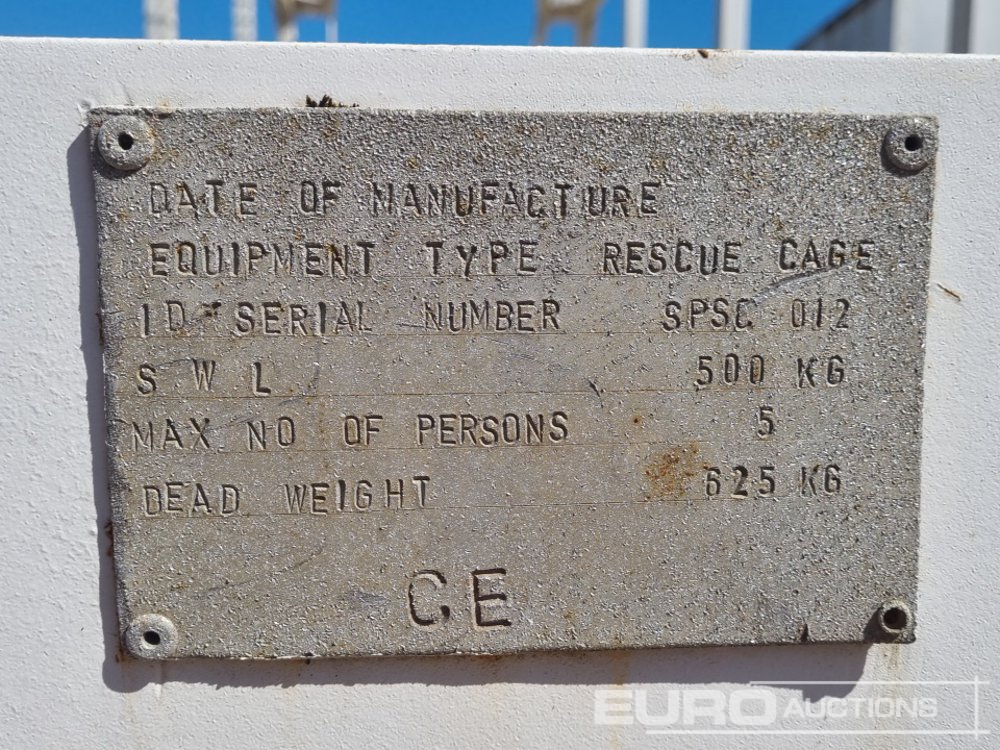 DATE OF MANUFACTURE
EQUIPMENT TYPE RESCUE CAGE
ID SERIAL NUMBER SPSC 012
S W L 500 KG
MAX NO OF PERSONS 5
DEAD WEIGHT 625 KG
CE
EURO AUCTIONS